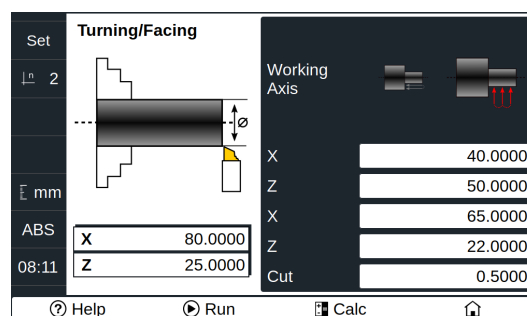 Set
n 2
mm
ABS
08:11
Turning/Facing
Ø
X 80.0000
Z 25.0000
Working
Axis
X 40.0000
Z 50.0000
X 65.0000
Z 22.0000
Cut 0.5000
? Help
Run
Calc